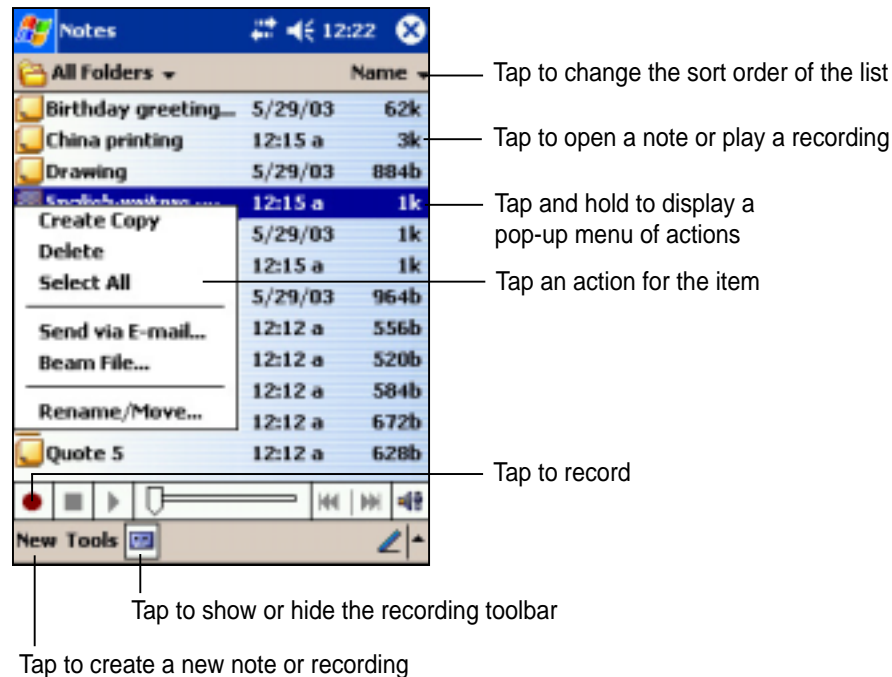 Notes 12:22
All Folders Name
Tap to change the sort order of the list
Birthday greeting... 5/29/03 62k
China printing 12:15 a 3k
Tap to open a note or play a recording
Drawing 5/29/03 884b
12:15 a 1k
Tap and hold to display a
pop-up menu of actions
Create Copy
5/29/03 1k
Delete
12:15 a 1k
Select All
Tap an action for the item
5/29/03 964b
Send via E-mail... 12:12 a 556b
Beam File... 12:12 a 520b
12:12 a 584b
Rename/Move...
12:12 a 672b
Quote 5 12:12 a 628b
Tap to record
New Tools
Tap to show or hide the recording toolbar
Tap to create a new note or recording